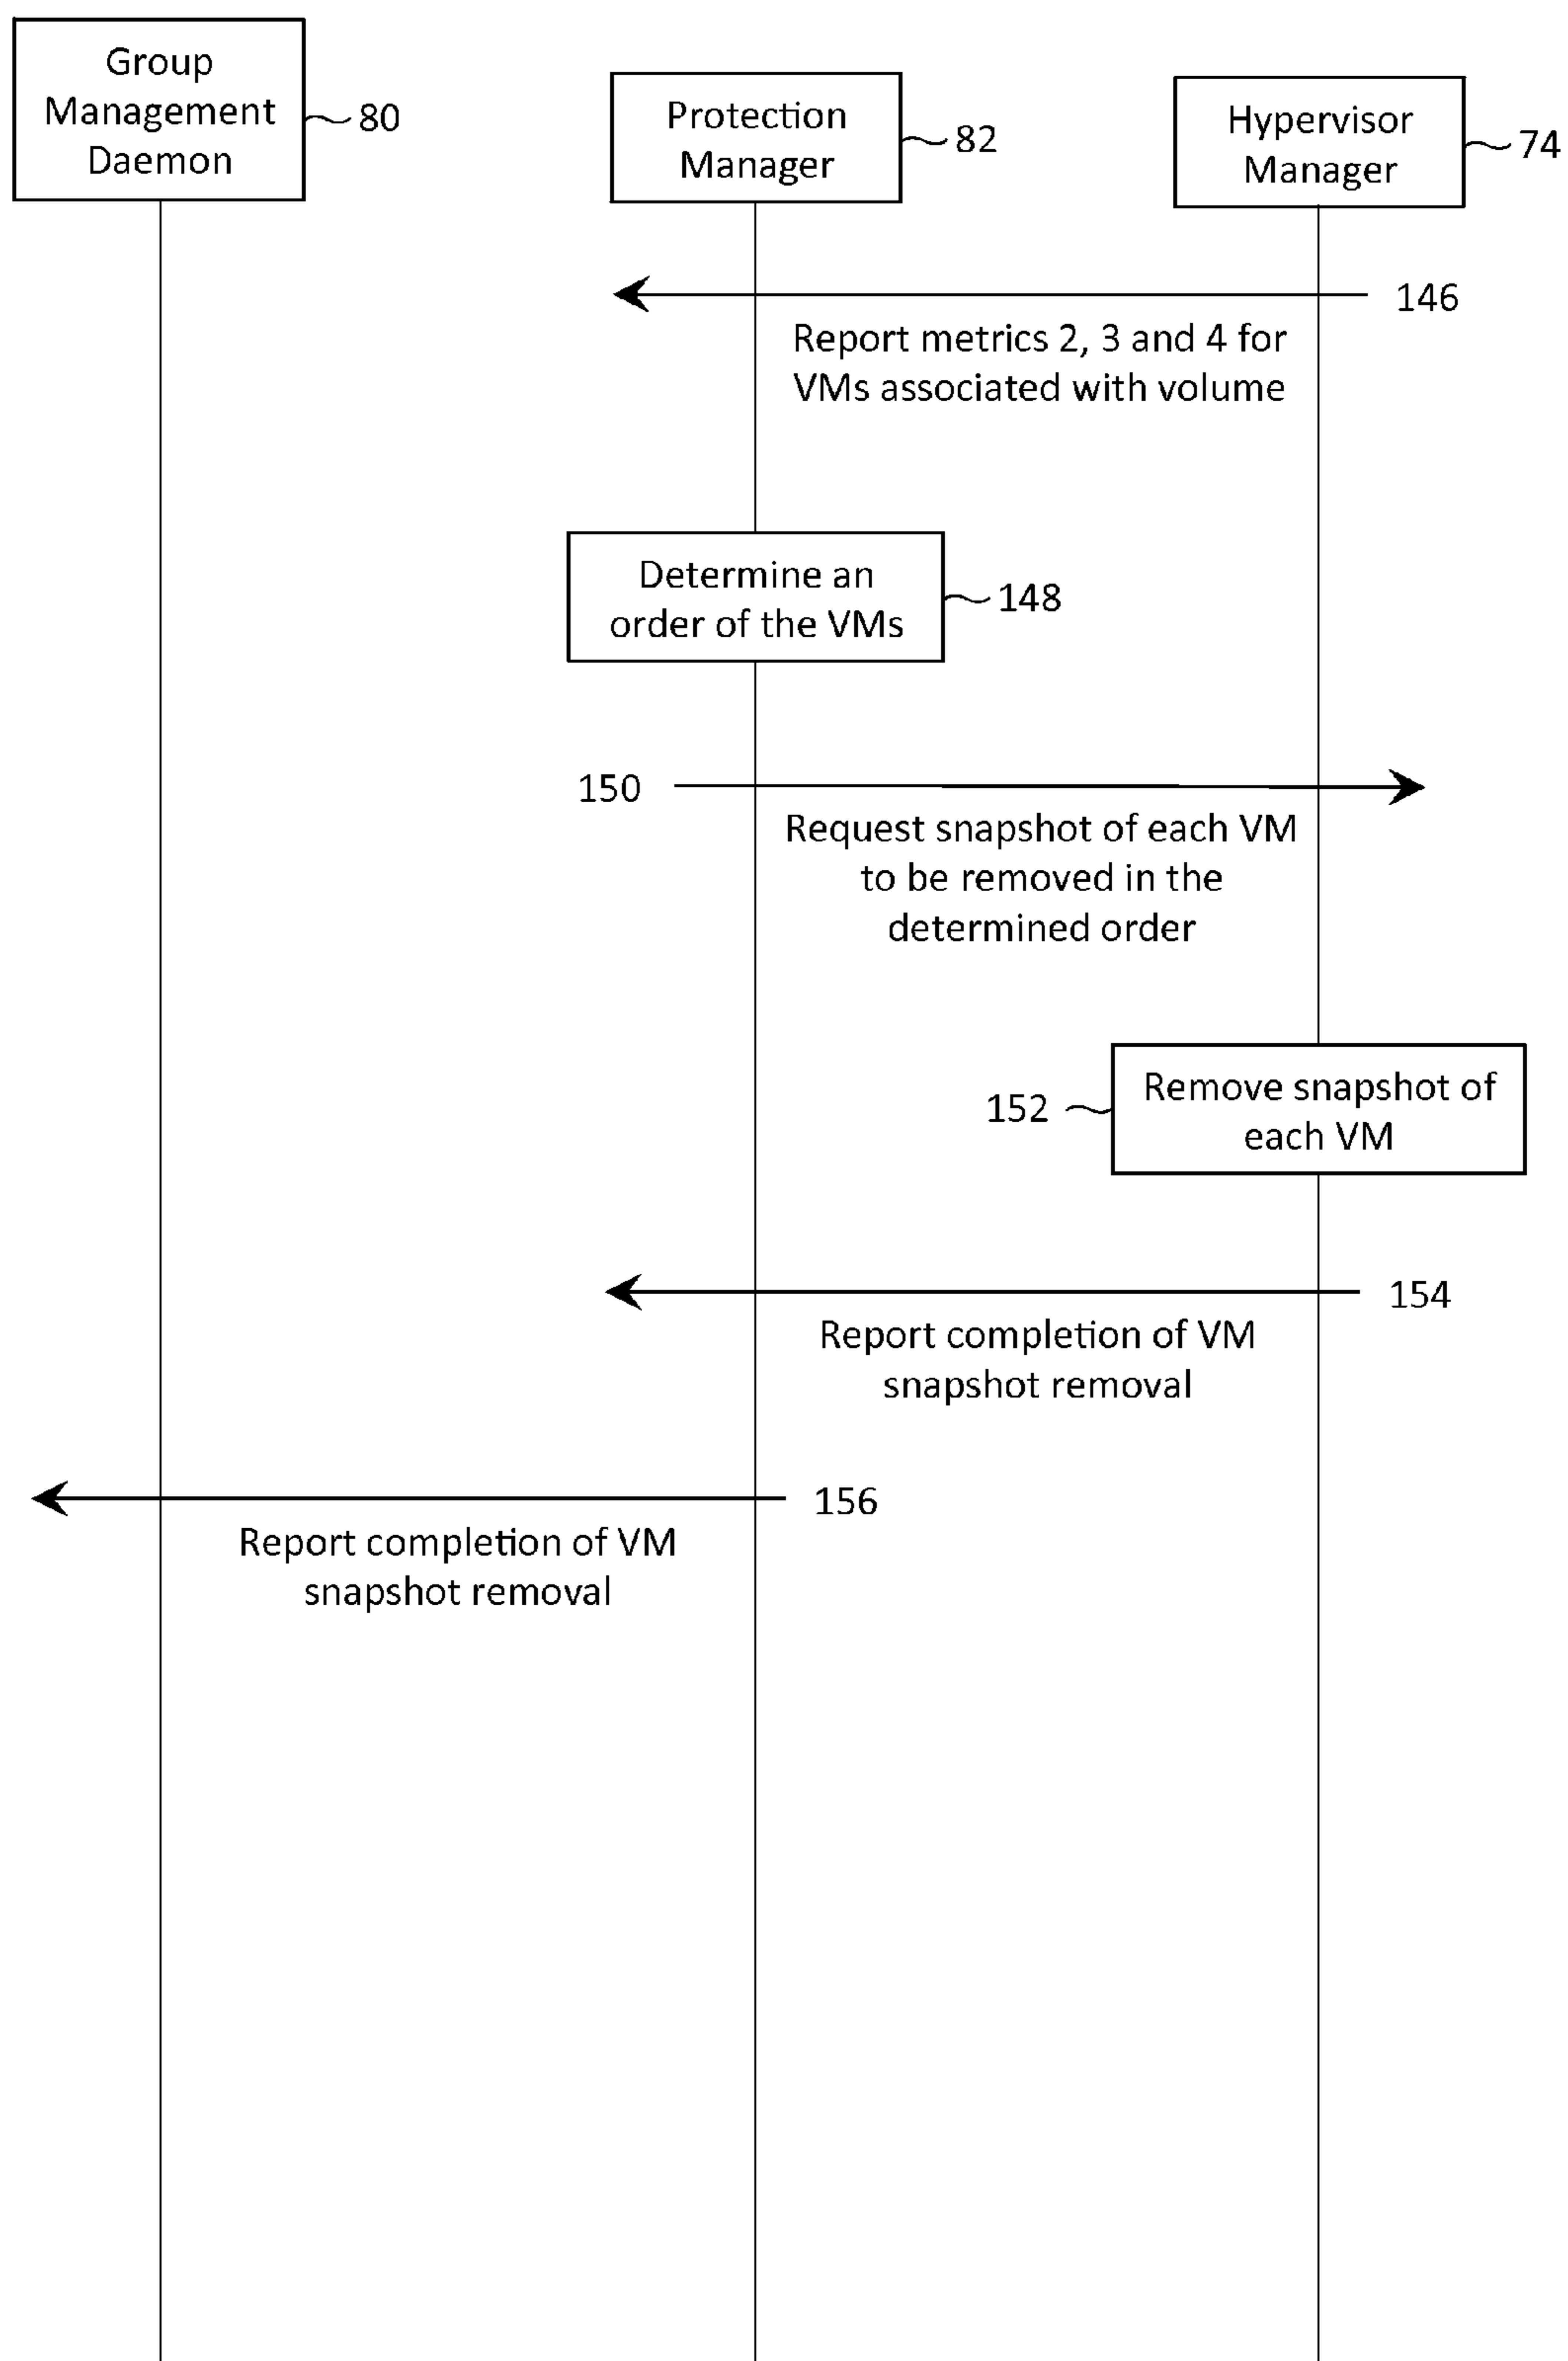 Group
Management
Daemon
80
Protection
Manager
82
Hypervisor
Manager
74
146
Report metrics 2, 3 and 4 for
VMs associated with volume
Determine an
order of the VMs
148
150
Request snapshot of each VM
to be removed in the
determined order
152
Remove snapshot of
each VM
154
Report completion of VM
snapshot removal
156
Report completion of VM
snapshot removal